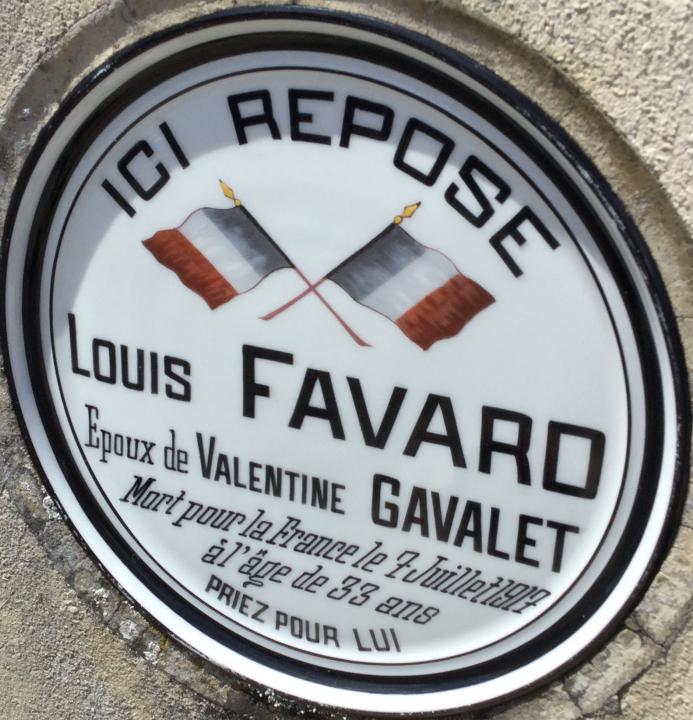 ICI REPOSE
LOUIS FAVARD
Epoux de VALENTINE GAVALET
Mort pour la France le 7 Juillet 1917
à l'âge de 33 ans
PRIEZ POUR LUI